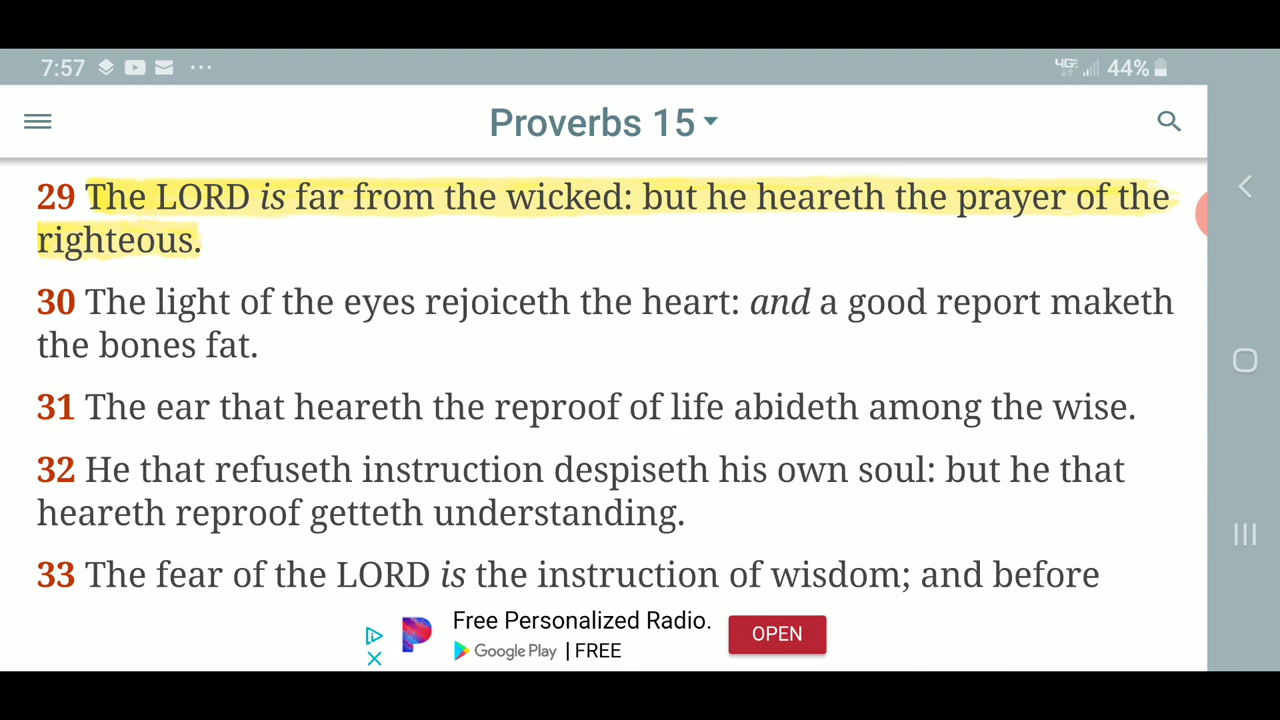 7:57 ... 4G 44%
Proverbs 15
29 The LORD is far from the wicked: but he heareth the prayer of the
righteous.
30 The light of the eyes rejoiceth the heart: and a good report maketh
the bones fat.
31 The ear that heareth the reproof of life abideth among the wise.
32 He that refuseth instruction despiseth his own soul: but he that
heareth reproof getteth understanding.
33 The fear of the LORD is the instruction of wisdom; and before
Free Personalized Radio.
Google Play | FREE
OPEN